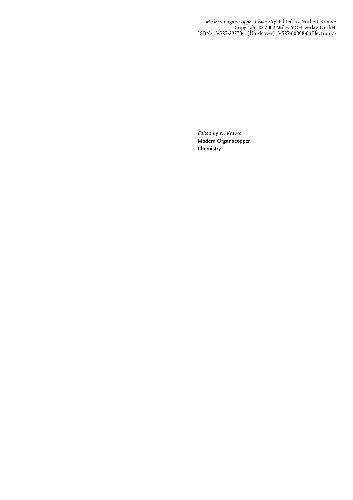 Modern Organocopper Chemistry. Edited by Norbert Krause
Copyright © 2002 Wiley-VCH Verlag GmbH
ISBNs: 3-527-29773-1 (Hardcover); 3-527-60008-6 (Electronic)
Edited by N. Krause
Modern Organocopper
Chemistry